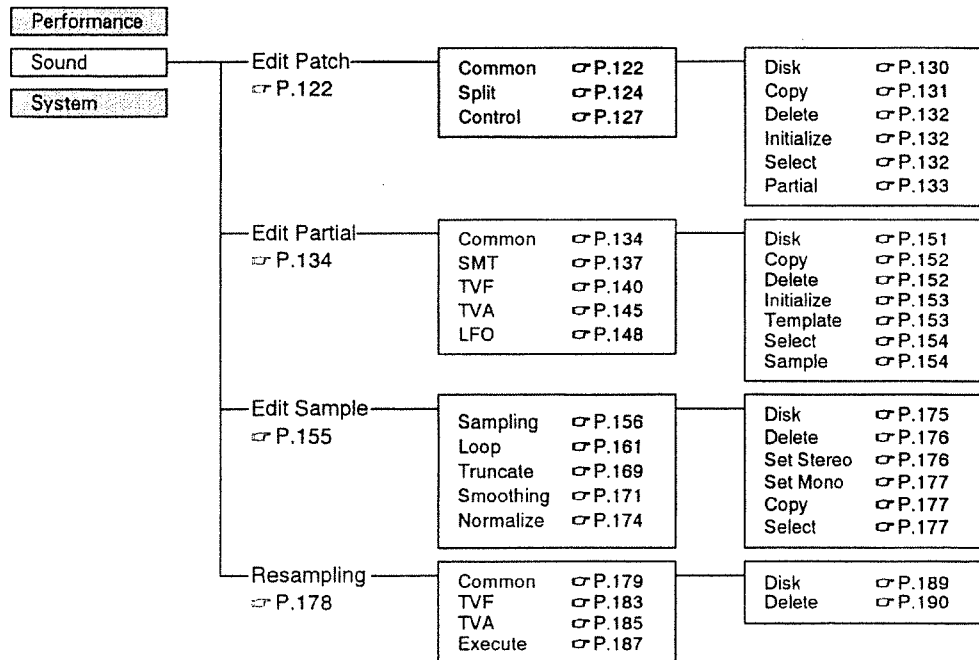 Performance
Sound
System
Edit Patch
☞ P.122
Common ☞ P.122
Split ☞ P.124
Control ☞ P.127
Disk ☞ P.130
Copy ☞ P.131
Delete ☞ P.132
Initialize ☞ P.132
Select ☞ P.132
Partial ☞ P.133
Edit Partial
☞ P.134
Common ☞ P.134
SMT ☞ P.137
TVF ☞ P.140
TVA ☞ P.145
LFO ☞ P.148
Disk ☞ P.151
Copy ☞ P.152
Delete ☞ P.152
Initialize ☞ P.153
Template ☞ P.153
Select ☞ P.154
Sample ☞ P.154
Edit Sample
☞ P.155
Sampling ☞ P.156
Loop ☞ P.161
Truncate ☞ P.169
Smoothing ☞ P.171
Normalize ☞ P.174
Disk ☞ P.175
Delete ☞ P.176
Set Stereo ☞ P.176
Set Mono ☞ P.177
Copy ☞ P.177
Select ☞ P.177
Resampling
☞ P.178
Common ☞ P.179
TVF ☞ P.183
TVA ☞ P.185
Execute ☞ P.187
Disk ☞ P.189
Delete ☞ P.190